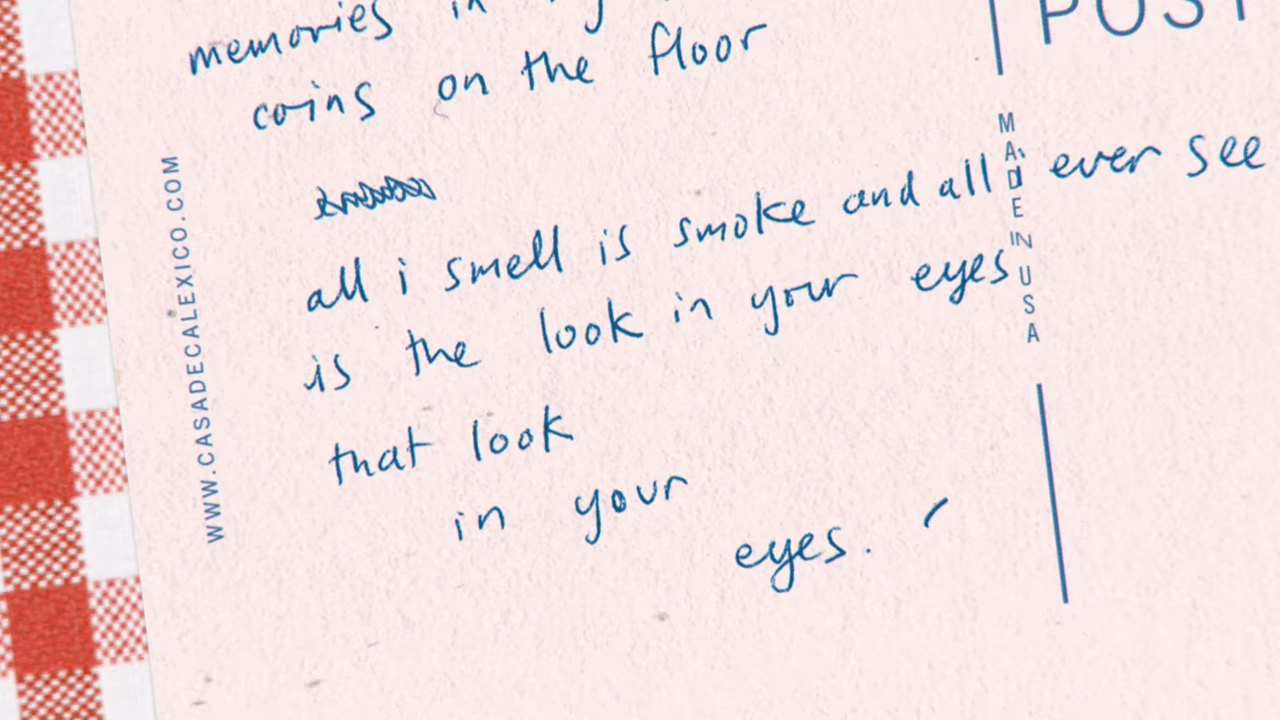 memories in
coins on the floor
all i smell is smoke and all i ever see
is the look in your eyes
that look
in your
eyes.
POST
MADE IN USA
WWW.CASADECALEXICO.COM